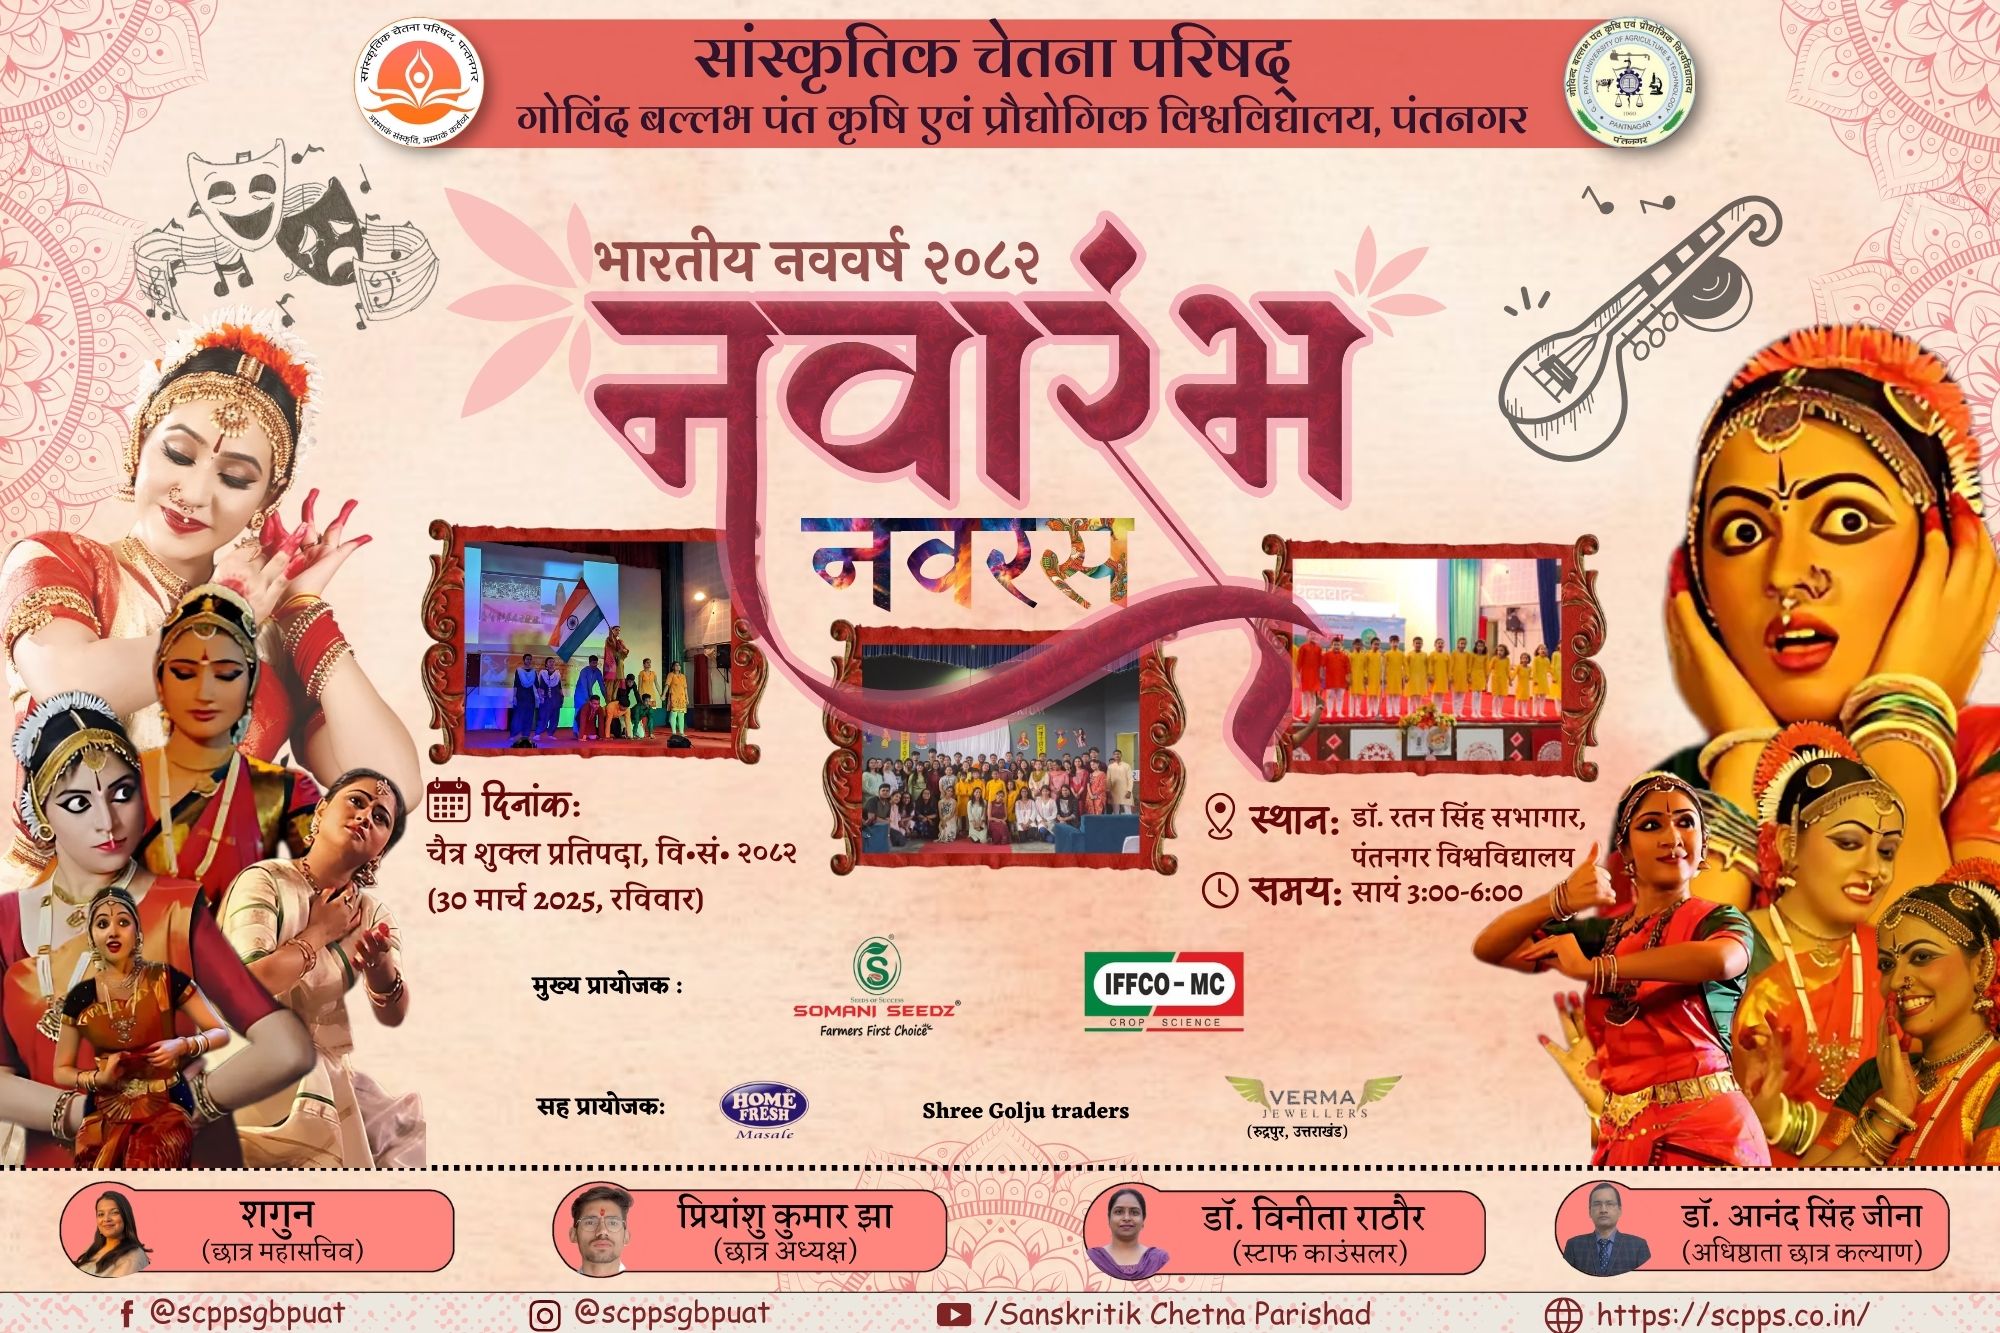 सांस्कृतिक चेतना परिषद्
गोविंद बल्लभ पंत कृषि एवं प्रौद्योगिक विश्वविद्यालय, पंतनगर
सांस्कृतिक चेतना परिषद, पन्तनगर
अस्माकं संस्कृति, अस्माकं कर्तव्य
गोविन्द बल्लभ पंत कृषि एवं प्रौद्योगिक विश्वविद्यालय
G. B. PANT UNIVERSITY OF AGRICULTURE & TECHNOLOGY
1960
PANTNAGAR
पंतनगर
भारतीय नववर्ष २०८२
नवारंभ
नवरस
दिनांक:
चैत्र शुक्ल प्रतिपदा, वि•सं• २०८२
(30 मार्च 2025, रविवार)
स्थान: डॉ. रतन सिंह सभागार,
पंतनगर विश्वविद्यालय
समय: सायं 3:00-6:00
मुख्य प्रायोजक :
SEEDS OF SUCCESS
SOMANI SEEDZ®
Farmers First Choice
IFFCO - MC
CROP SCIENCE
सह प्रायोजक:
HOME FRESH
Masale
Shree Golju traders
VERMA
JEWELLERS
(रुद्रपुर, उत्तराखंड)
शगुन
(छात्र महासचिव)
प्रियांशु कुमार झा
(छात्र अध्यक्ष)
डॉ. विनीता राठौर
(स्टाफ काउंसलर)
डॉ. आनंद सिंह जीना
(अधिष्ठाता छात्र कल्याण)
@scppsgbpuat
@scppsgbpuat
/Sanskritik Chetna Parishad
https://scpps.co.in/